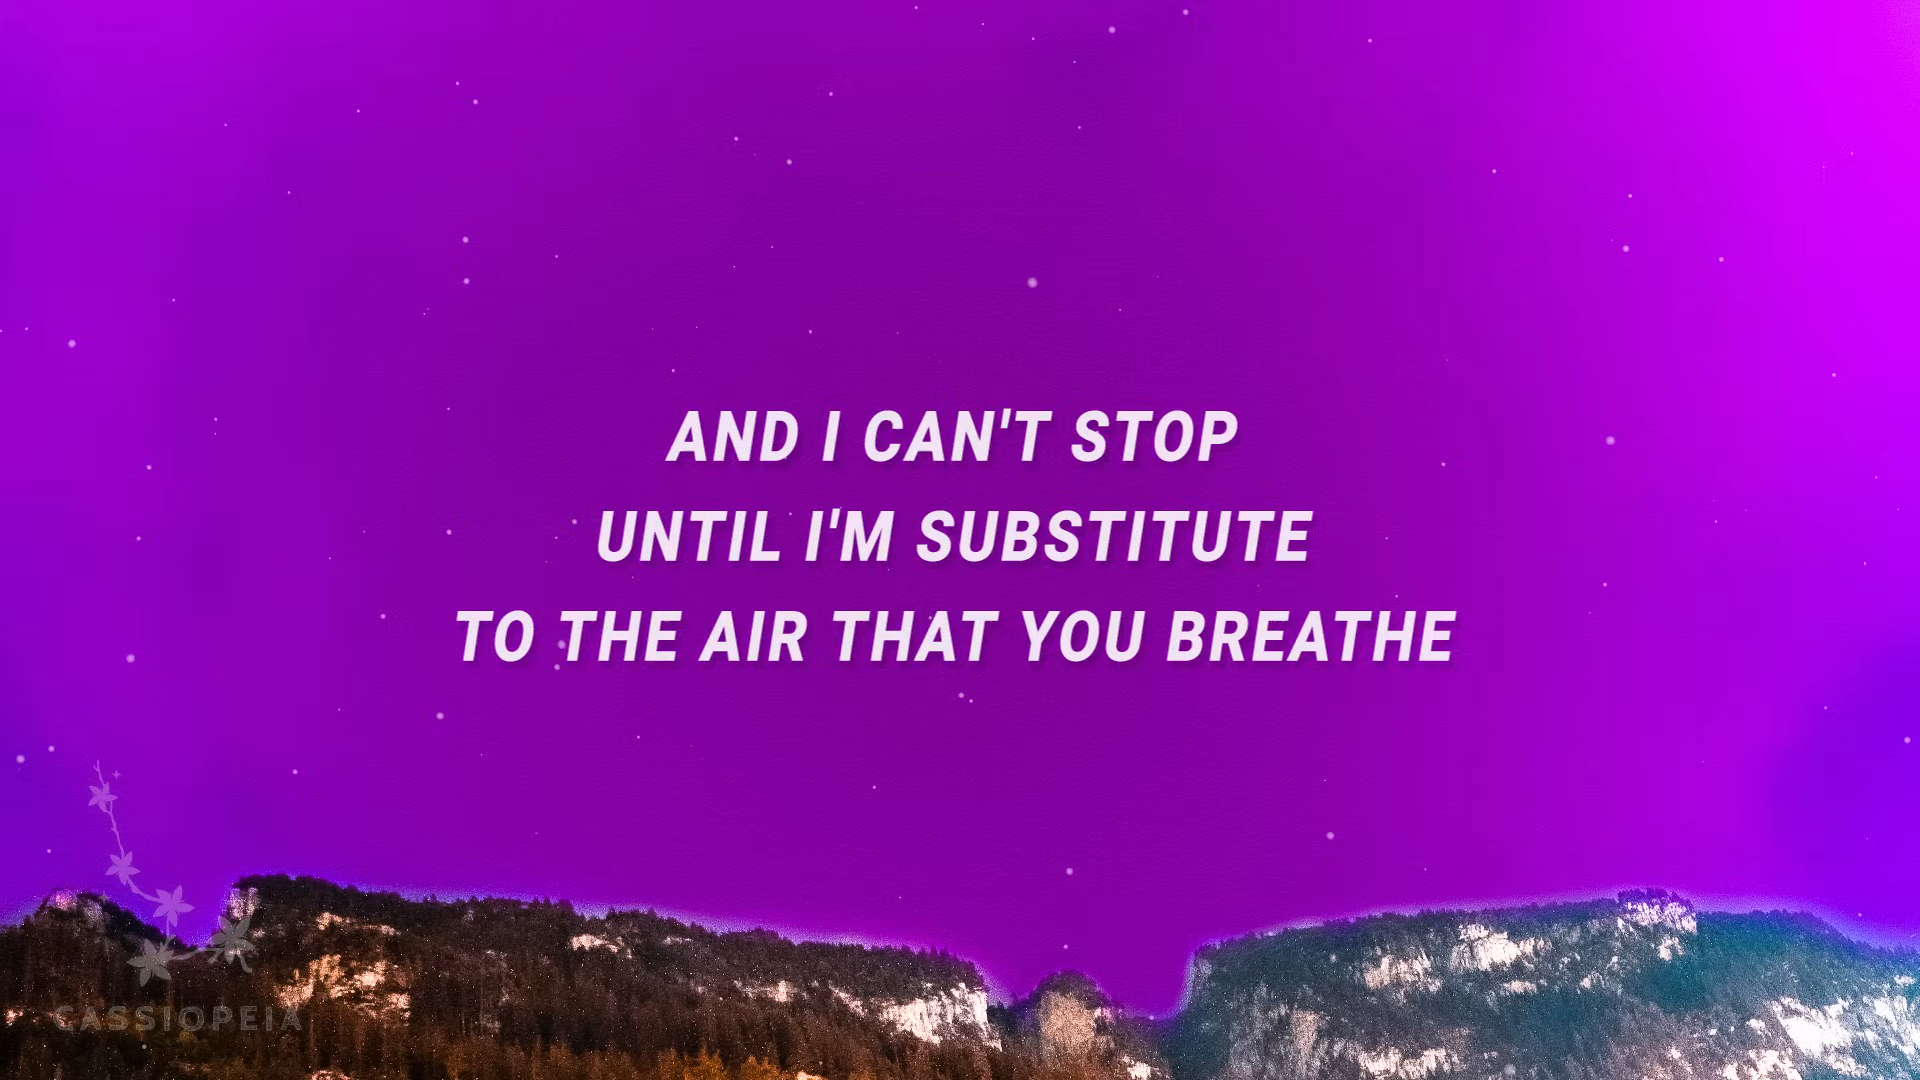 AND I CAN'T STOP
UNTIL I'M SUBSTITUTE
TO THE AIR THAT YOU BREATHE
CASSIOPEIA